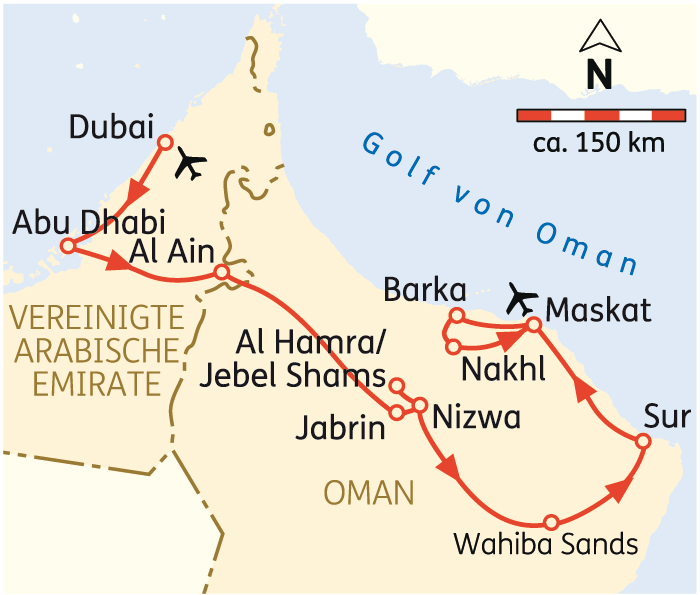 N
ca. 150 km
Dubai
Golf von Oman
Abu Dhabi
Al Ain
Barka
Maskat
VEREINIGTE
ARABISCHE
EMIRATE
Al Hamra/
Jebel Shams
Nakhl
Jabrin
Nizwa
Sur
OMAN
Wahiba Sands